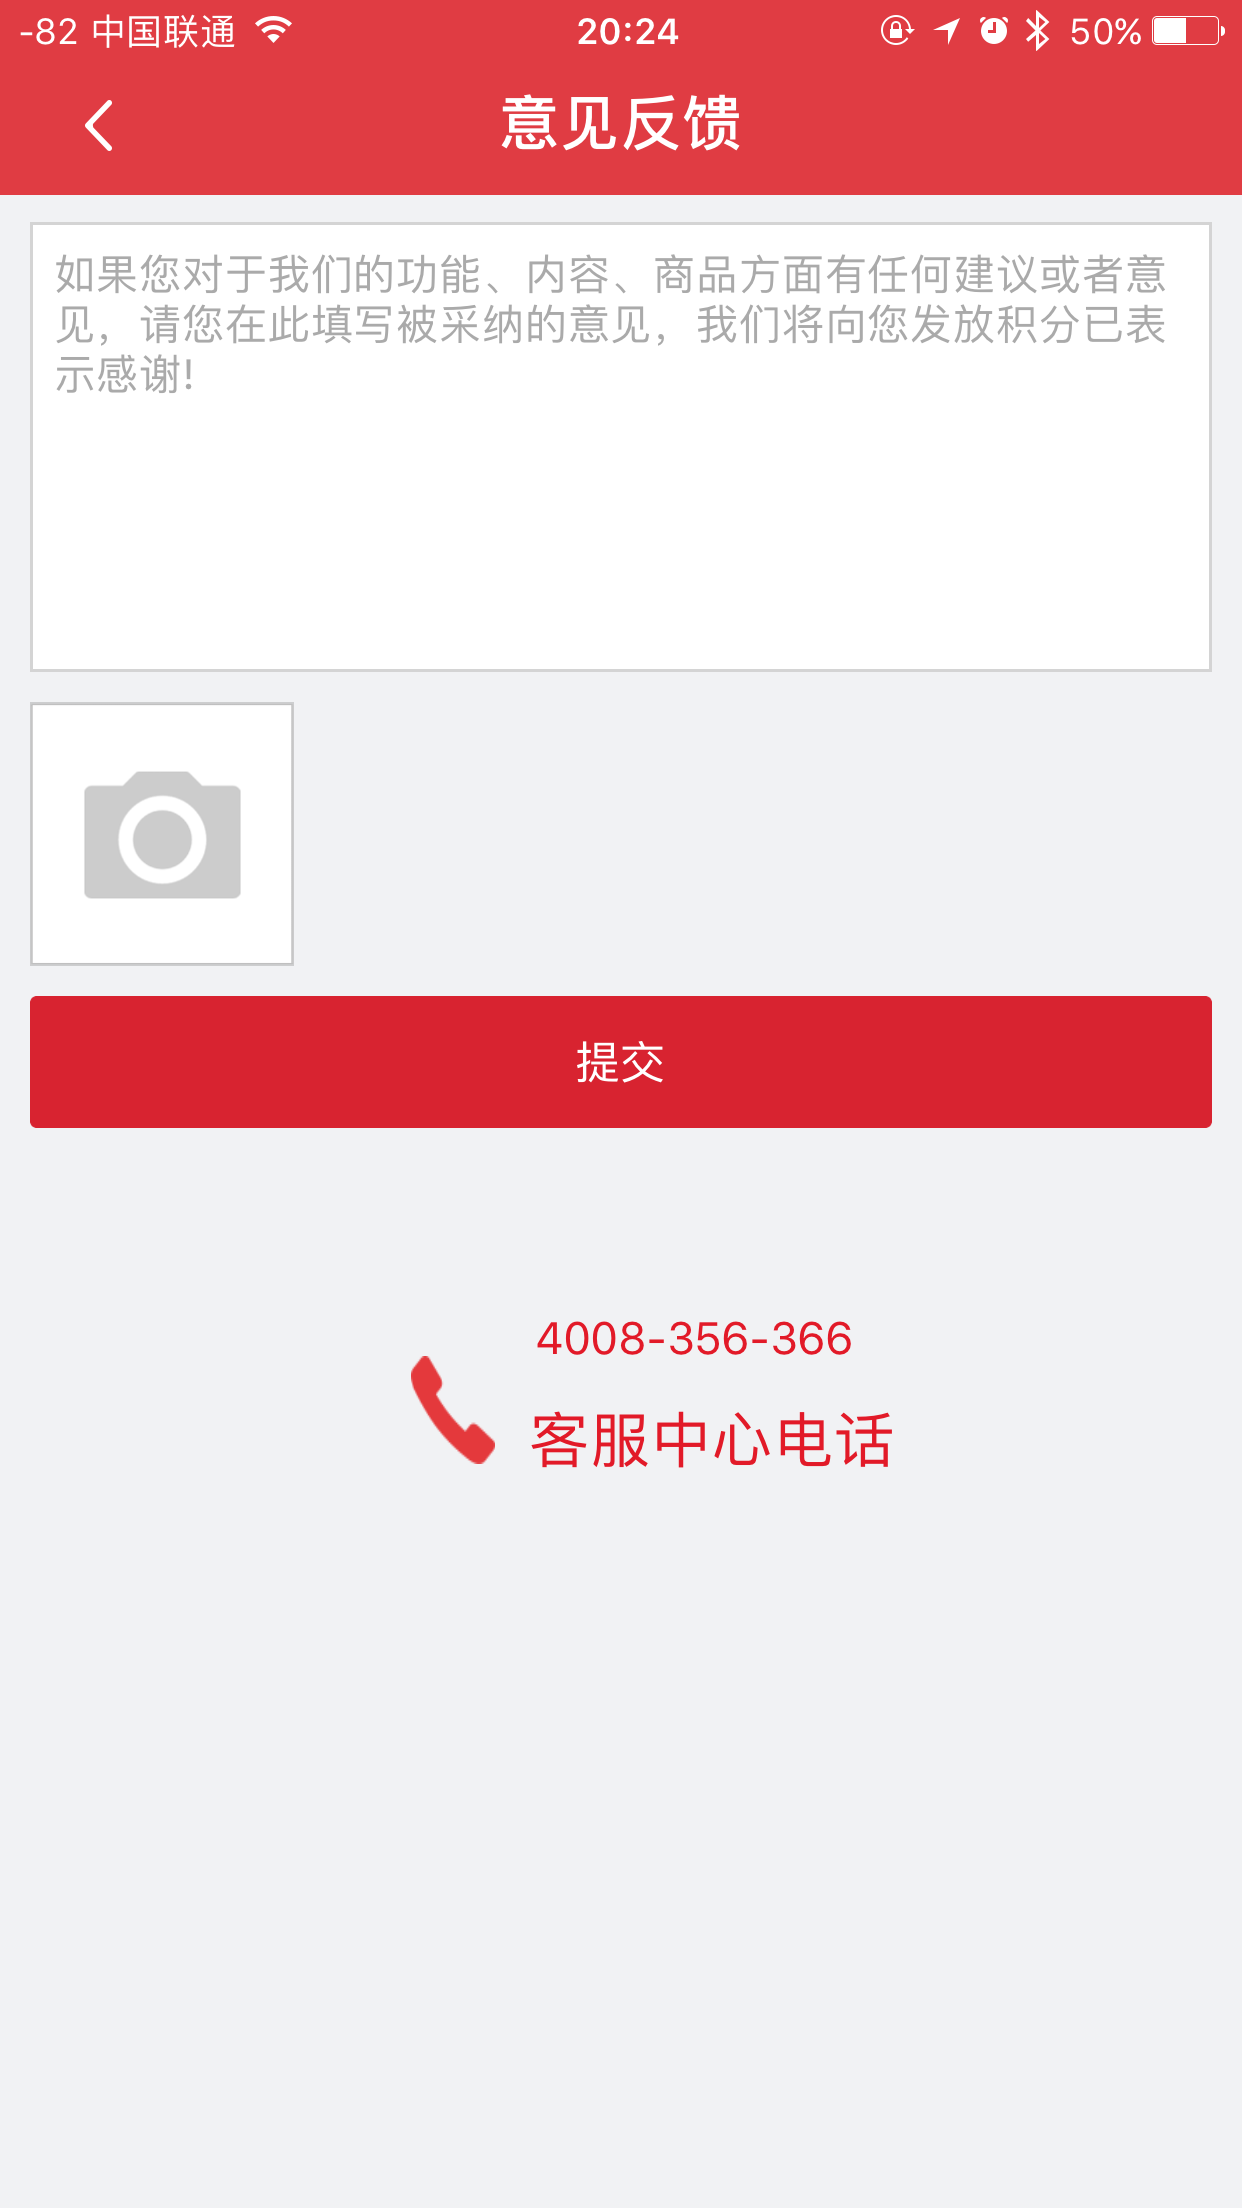 -82 中国联通 20:24 50%
意见反馈
如果您对于我们的功能、内容、商品方面有任何建议或者意
见，请您在此填写被采纳的意见，我们将向您发放积分已表
示感谢!
提交
4008-356-366
客服中心电话